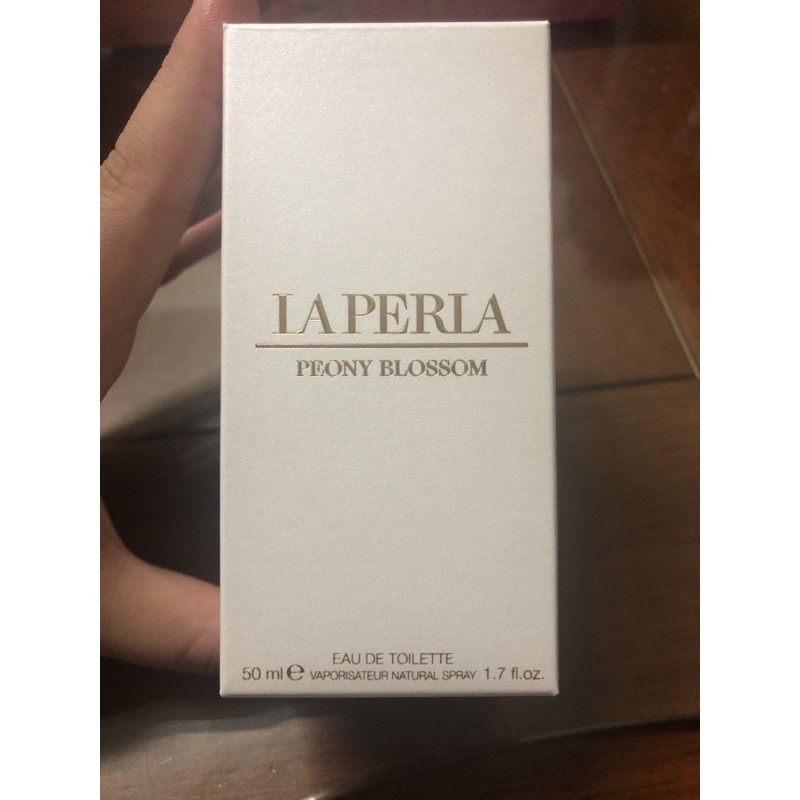 LA PERLA
PEONY BLOSSOM
EAU DE TOILETTE
50 ml ℮ VAPORISATEUR NATURAL SPRAY 1.7 fl.oz.